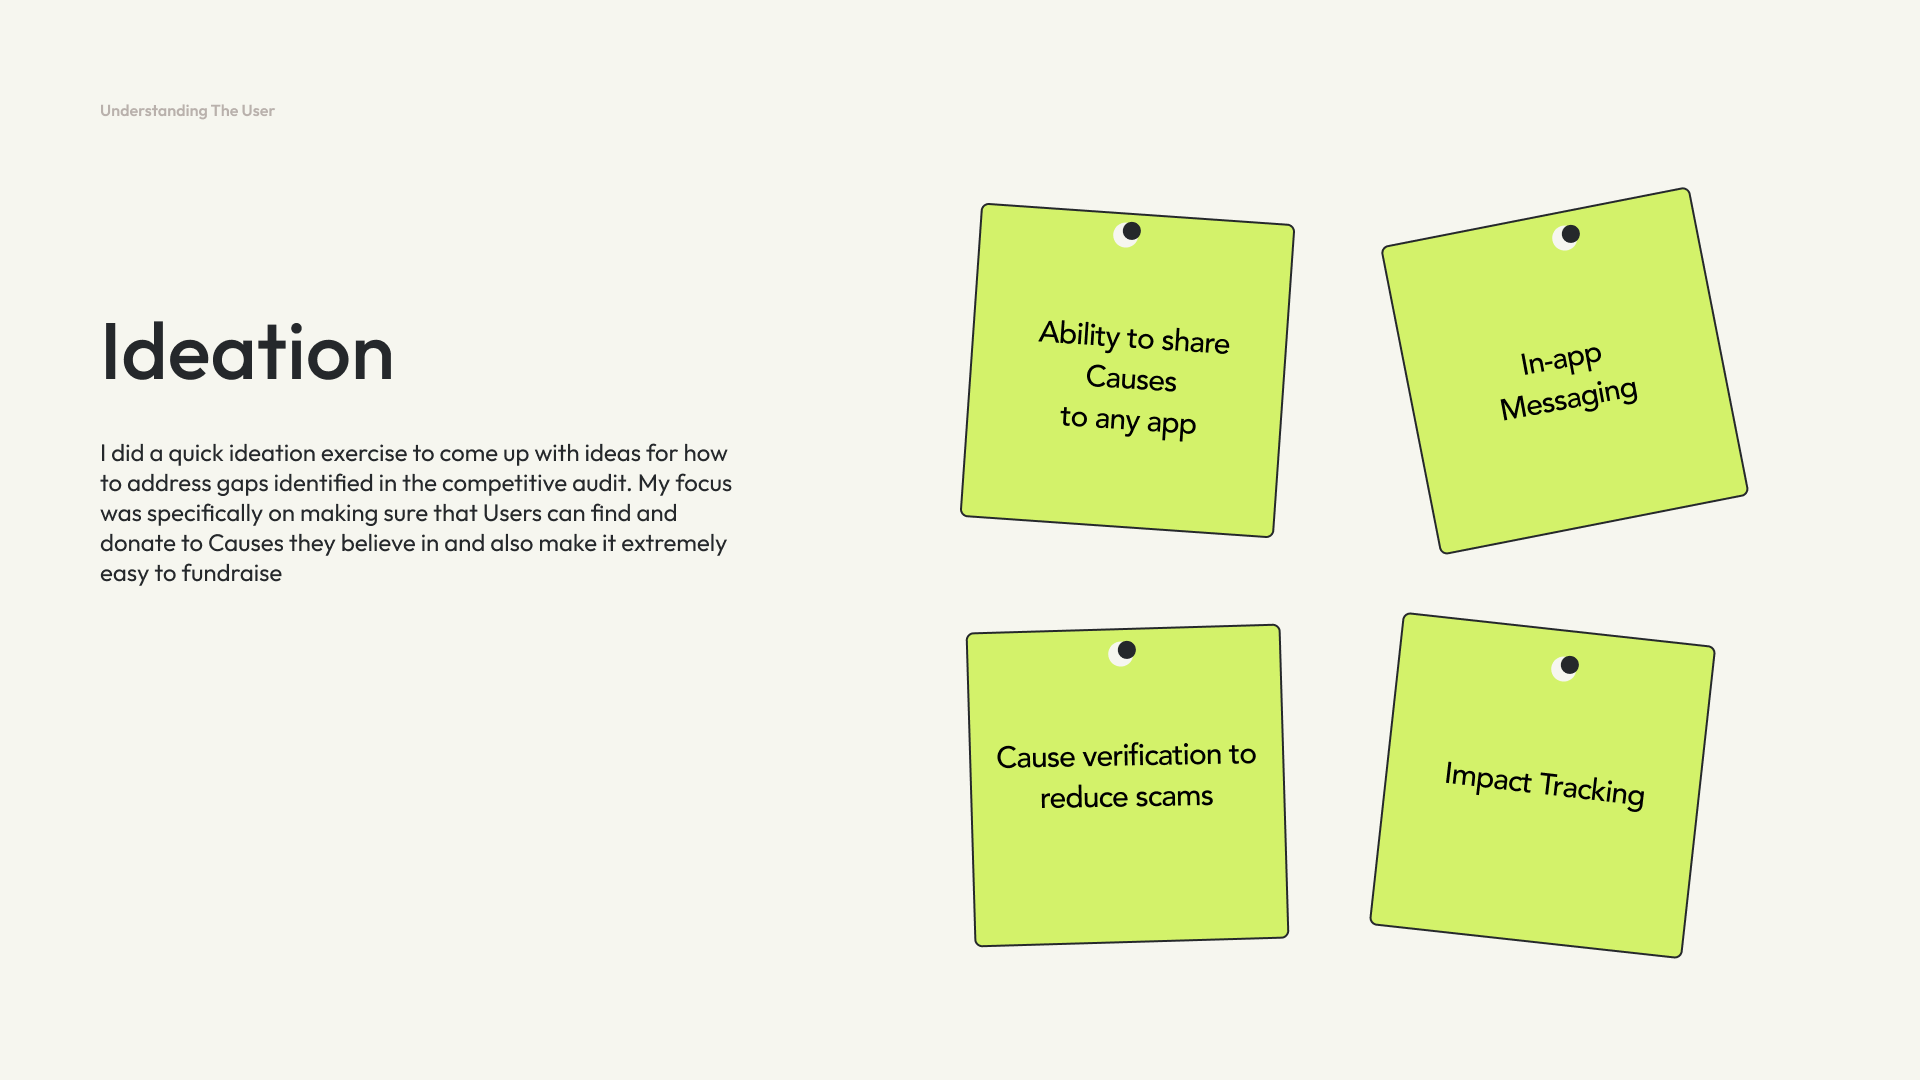 Understanding The User
Ideation
I did a quick ideation exercise to come up with ideas for how
to address gaps identified in the competitive audit. My focus
was specifically on making sure that Users can find and
donate to Causes they believe in and also make it extremely
easy to fundraise
Ability to share
Causes
to any app
In-app
Messaging
Cause verification to
reduce scams
Impact Tracking